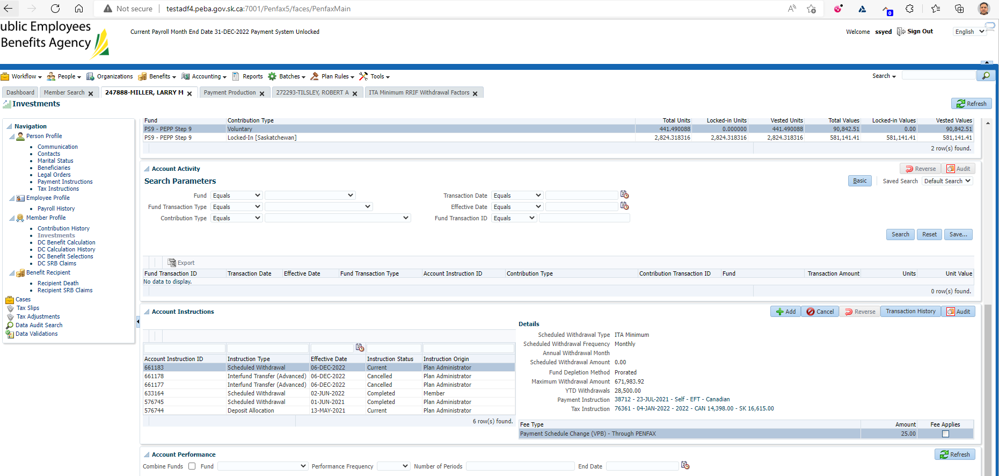 Not secure testadf4.peba.gov.sk.ca:7001/Penfax5/faces/PenfaxMain
ublic Employees
Benefits Agency
Current Payroll Month End Date 31-DEC-2022 Payment System Unlocked
Welcome ssyed Sign Out English
Workflow People Organizations Benefits Accounting Reports Batches Plan Rules Tools Search
Dashboard Member Search 247888-MILLER, LARRY M Payment Production 272293-TILSLEY, ROBERT A ITA Minimum RRIF Withdrawal Factors
Investments Refresh
Navigation
Person Profile
Communication
Contacts
Marital Status
Beneficiaries
Legal Orders
Payment Instructions
Tax Instructions
Employee Profile
Payroll History
Member Profile
Contribution History
Investments
DC Benefit Calculation
DC Calculation History
DC Benefit Selections
DC SRB Claims
Benefit Recipient
Recipient Death
Recipient SRB Claims
Cases
Tax Slips
Tax Adjustments
Data Audit Search
Data Validations
Fund Contribution Type Total Units Locked-in Units Vested Units Total Values Locked-in Values Vested Values
PS9 - PEPP Step 9 Voluntary 441.490088 0.000000 441.490088 90,842.51 0.00 90,842.51
PS9 - PEPP Step 9 Locked-In [Saskatchewan] 2,824.318316 2,824.318316 2,824.318316 581,141.41 581,141.41 581,141.41
2 row(s) found.
Account Activity Reverse Audit
Search Parameters Basic Saved Search Default Search
Fund Equals Transaction Date Equals
Fund Transaction Type Equals Effective Date Equals
Contribution Type Equals Fund Transaction ID Equals
Search Reset Save...
Export
Fund Transaction ID Transaction Date Effective Date Fund Transaction Type Account Instruction ID Contribution Type Contribution Transaction ID Fund Transaction Amount Units Unit Value
No data to display.
0 row(s) found.
Account Instructions Add Cancel Reverse Transaction History Audit
Account Instruction ID Instruction Type Effective Date Instruction Status Instruction Origin
661183 Scheduled Withdrawal 06-DEC-2022 Current Plan Administrator
661178 Interfund Transfer (Advanced) 06-DEC-2022 Cancelled Plan Administrator
661177 Interfund Transfer (Advanced) 06-DEC-2022 Cancelled Plan Administrator
633164 Scheduled Withdrawal 02-JUN-2022 Completed Member
576745 Scheduled Withdrawal 01-JUN-2021 Completed Plan Administrator
576744 Deposit Allocation 13-MAY-2021 Current Plan Administrator
6 row(s) found.
Details
Scheduled Withdrawal Type ITA Minimum
Scheduled Withdrawal Frequency Monthly
Annual Withdrawal Month
Scheduled Withdrawal Amount 0.00
Fund Depletion Method Prorated
Maximum Withdrawal Amount 671,983.92
YTD Withdrawals 28,500.00
Payment Instruction 38712 - 23-JUL-2021 - Self - EFT - Canadian
Tax Instruction 76361 - 04-JAN-2022 - 2022 - CAN 14,398.00 - SK 16,615.00
Fee Type Amount Fee Applies
Payment Schedule Change (VPB) - Through PENFAX 25.00
Account Performance Refresh
Combine Funds Fund Performance Frequency Number of Periods End Date
0